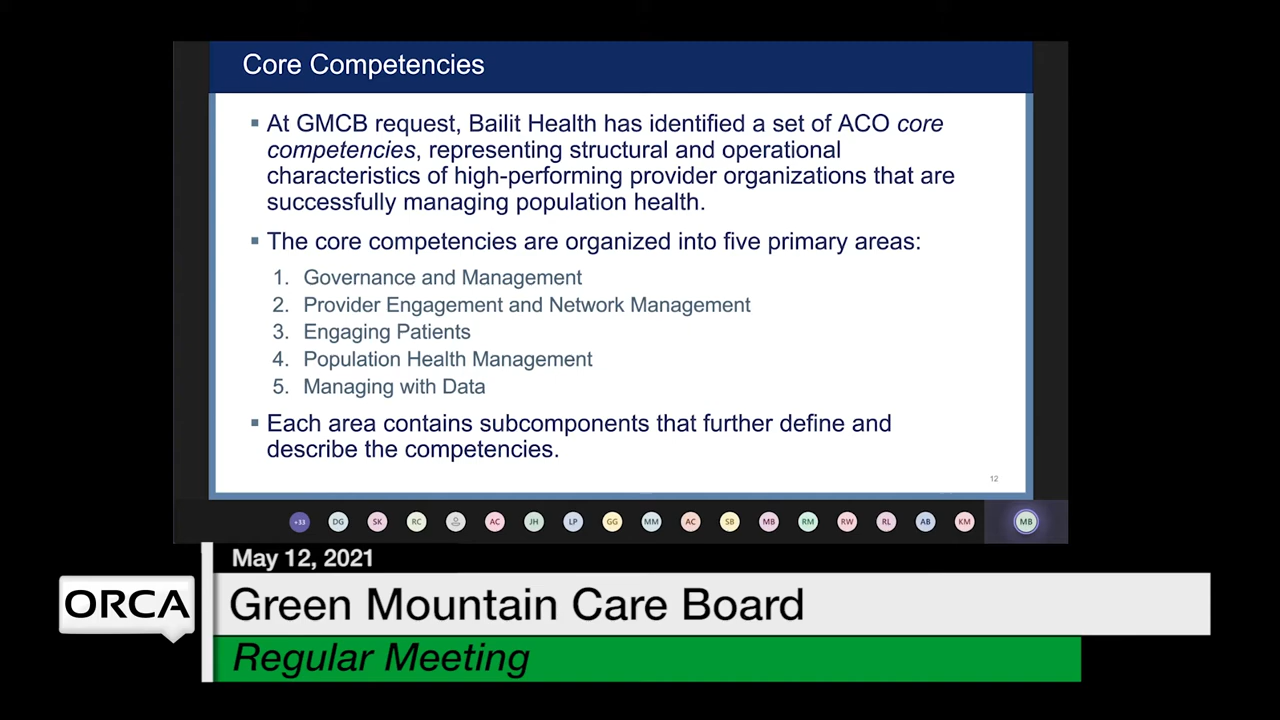 Core Competencies
▪ At GMCB request, Bailit Health has identified a set of ACO core
competencies, representing structural and operational
characteristics of high-performing provider organizations that are
successfully managing population health.
▪ The core competencies are organized into five primary areas:
1. Governance and Management
2. Provider Engagement and Network Management
3. Engaging Patients
4. Population Health Management
5. Managing with Data
▪ Each area contains subcomponents that further define and
describe the competencies.
12
+33 DG SK RC AC JH LP GG MM AC SB MB RM RW RL AB KM MB
May 12, 2021
ORCA
Green Mountain Care Board
Regular Meeting